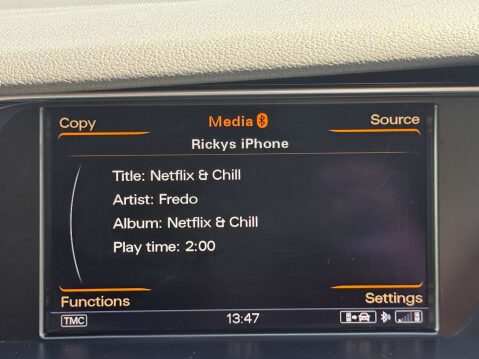 Copy
Media
Source
Rickys iPhone
Title: Netflix & Chill
Artist: Fredo
Album: Netflix & Chill
Play time: 2:00
Functions
Settings
TMC
13:47